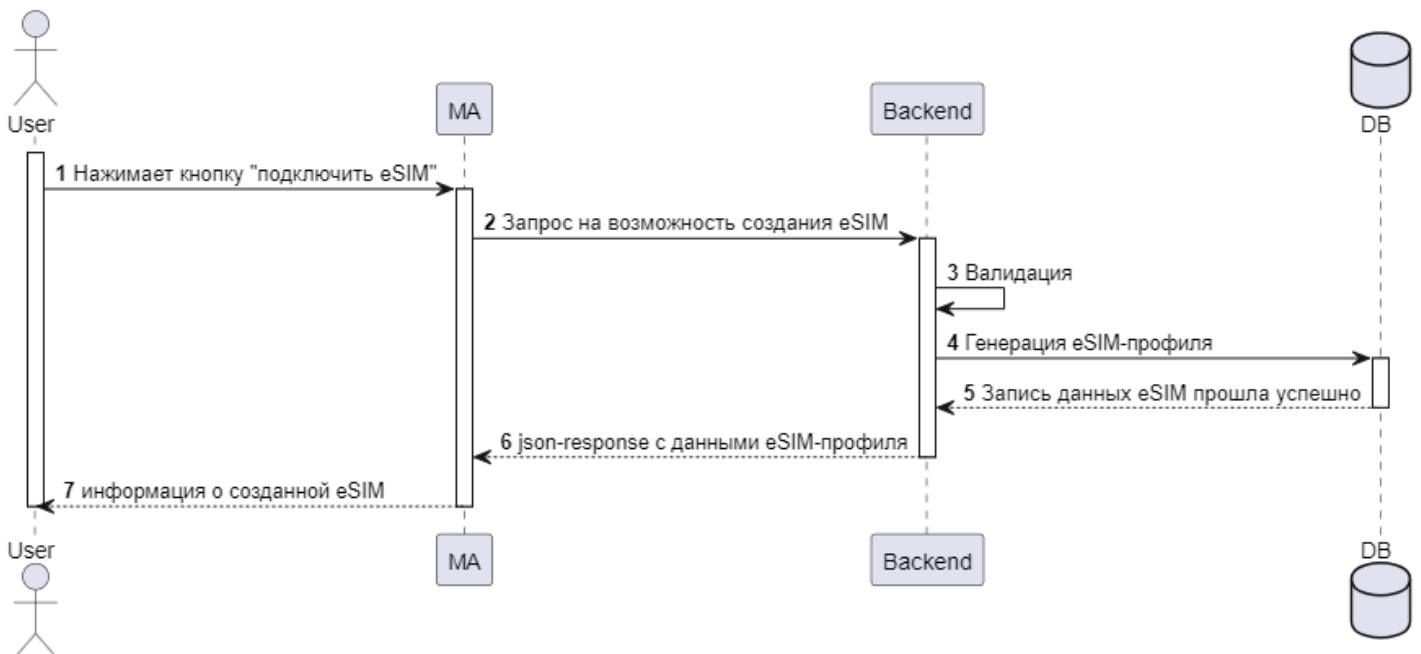 User
MA
Backend
DB
1 Нажимает кнопку "подключить eSIM"
2 Запрос на возможность создания eSIM
3 Валидация
4 Генерация eSIM-профиля
5 Запись данных eSIM прошла успешно
6 json-response с данными eSIM-профиля
7 информация о созданной eSIM
User
MA
Backend
DB